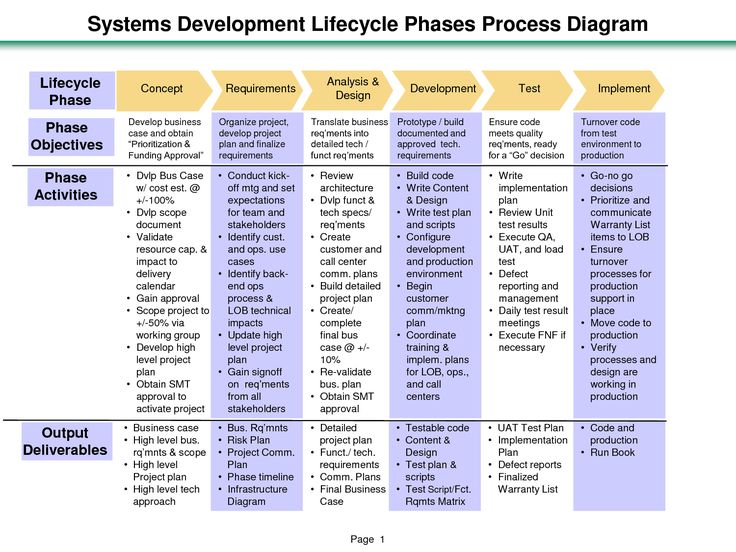 Systems Development Lifecycle Phases Process Diagram
Lifecycle
Phase
Concept
Requirements
Analysis &
Design
Development
Test
Implement
Phase
Objectives
Develop business
case and obtain
“Prioritization &
Funding Approval”
Organize project,
develop project
plan and finalize
requirements
Translate business
req’ments into
detailed tech /
funct req’ments
Prototype / build
documented and
approved tech.
requirements
Ensure code
meets quality
req’ments, ready
for a “Go” decision
Turnover code
from test
environment to
production
Phase
Activities
• Dvlp Bus Case
w/ cost est. @
+/-100%
• Dvlp scope
document
• Validate
resource cap. &
impact to
delivery
calendar
• Gain approval
• Scope project to
+/-50% via
working group
• Develop high
level project
plan
• Obtain SMT
approval to
activate project
• Conduct kick-
off mtg and set
expectations
for team and
stakeholders
• Identify cust.
and ops. use
cases
• Identify back-
end ops
process &
LOB technical
impacts
• Update high
level project
plan
• Gain signoff
on req’ments
from all
stakeholders
• Review
architecture
• Dvlp funct &
tech specs/
req’ments
• Create
customer and
call center
comm. plans
• Build detailed
project plan
• Create/
complete
final bus
case @ +/-
10%
• Re-validate
bus. plan
• Obtain SMT
approval
• Build code
• Write Content
& Design
• Write test plan
and scripts
• Configure
development
and production
environment
• Begin
customer
comm/mktng
plan
• Coordinate
training &
implem. plans
for LOB, ops.,
and call
centers
• Write
implementation
plan
• Review Unit
test results
• Execute QA,
UAT, and load
test
• Defect
reporting and
management
• Daily test result
meetings
• Execute FNF if
necessary
• Go-no go
decisions
• Prioritize and
communicate
Warranty List
items to LOB
• Ensure
turnover
processes for
production
support in
place
• Move code to
production
• Verify
processes and
design are
working in
production
Output
Deliverables
• Business case
• High level bus.
rq’mnts & scope
• High level
Project plan
• High level tech
approach
• Bus. Rq’mnts
• Risk Plan
• Project Comm.
Plan
• Phase timeline
• Infrastructure
Diagram
• Detailed
project plan
• Funct./ tech.
requirements
• Comm. Plans
• Final Business
Case
• Testable code
• Content &
Design
• Test plan &
scripts
• Test Script/Fct.
Rqmts Matrix
• UAT Test Plan
• Implementation
Plan
• Defect reports
• Finalized
Warranty List
• Code and
production
• Run Book
Page 1